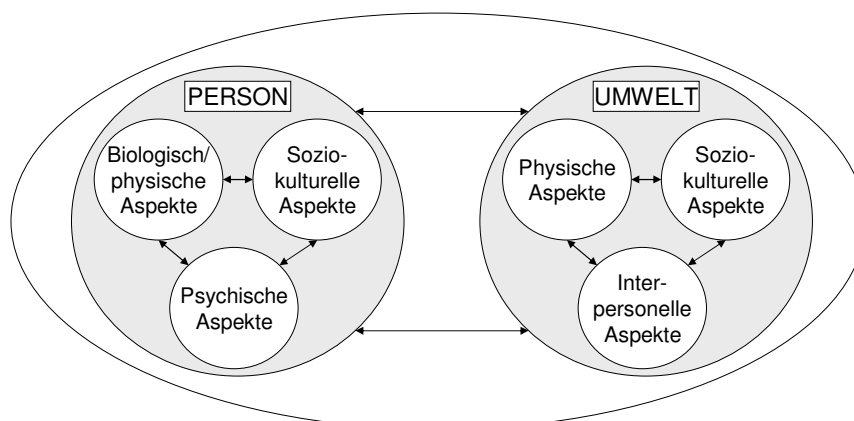 PERSON
Biologisch/
physische
Aspekte
Sozio-
kulturelle
Aspekte
Psychische
Aspekte
UMWELT
Physische
Aspekte
Sozio-
kulturelle
Aspekte
Inter-
personelle
Aspekte